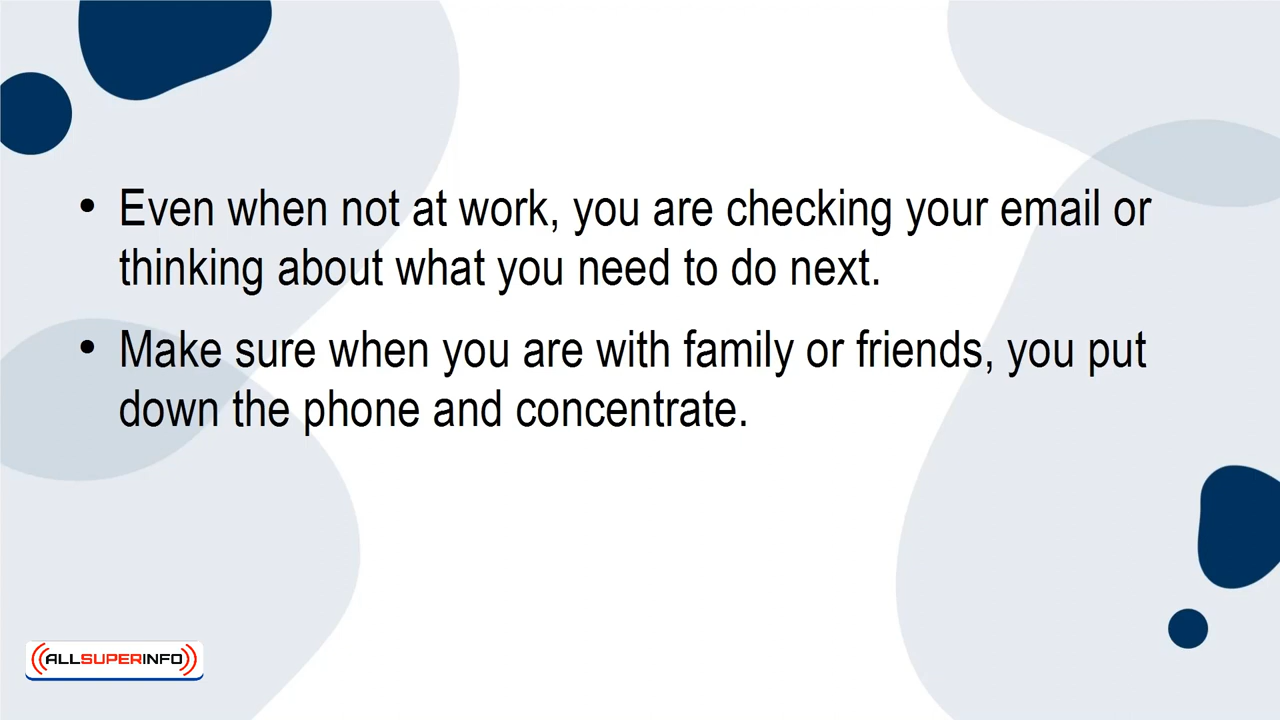 • Even when not at work, you are checking your email or
thinking about what you need to do next.
• Make sure when you are with family or friends, you put
down the phone and concentrate.
ALLSUPERINFO